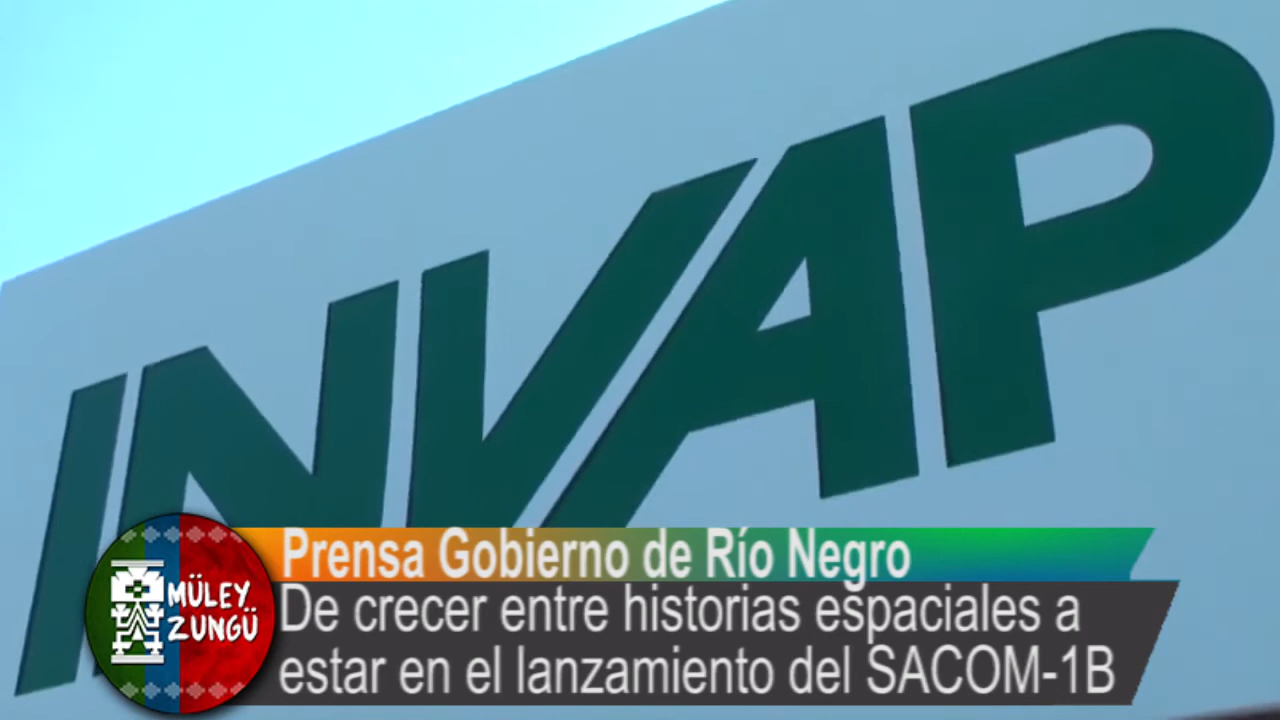 INVAP
Prensa Gobierno de Río Negro
De crecer entre historias espaciales a
estar en el lanzamiento del SACOM-1B
MÜLEY
ZUNGÜ